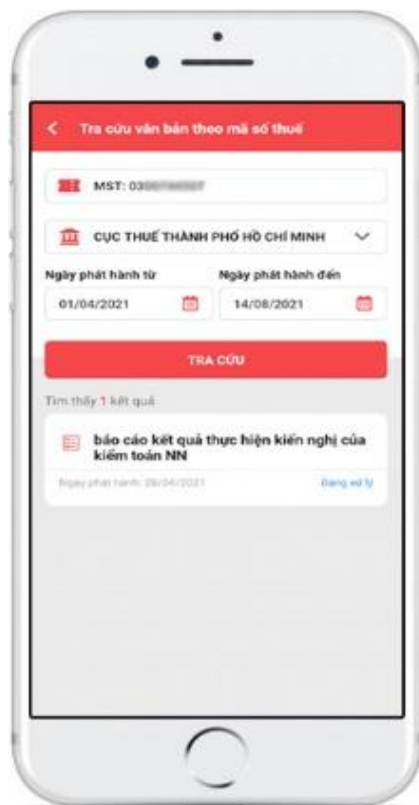 Tra cứu văn bản theo mã số thuế
MST: 03
CỤC THUẾ THÀNH PHỐ HỒ CHÍ MINH
Ngày phát hành từ Ngày phát hành đến
01/04/2021 14/08/2021
TRA CỨU
Tìm thấy 1 kết quả
báo cáo kết quả thực hiện kiến nghị của
kiểm toán NN
Ngày phát hành: 28/04/2021 Đang xử lý